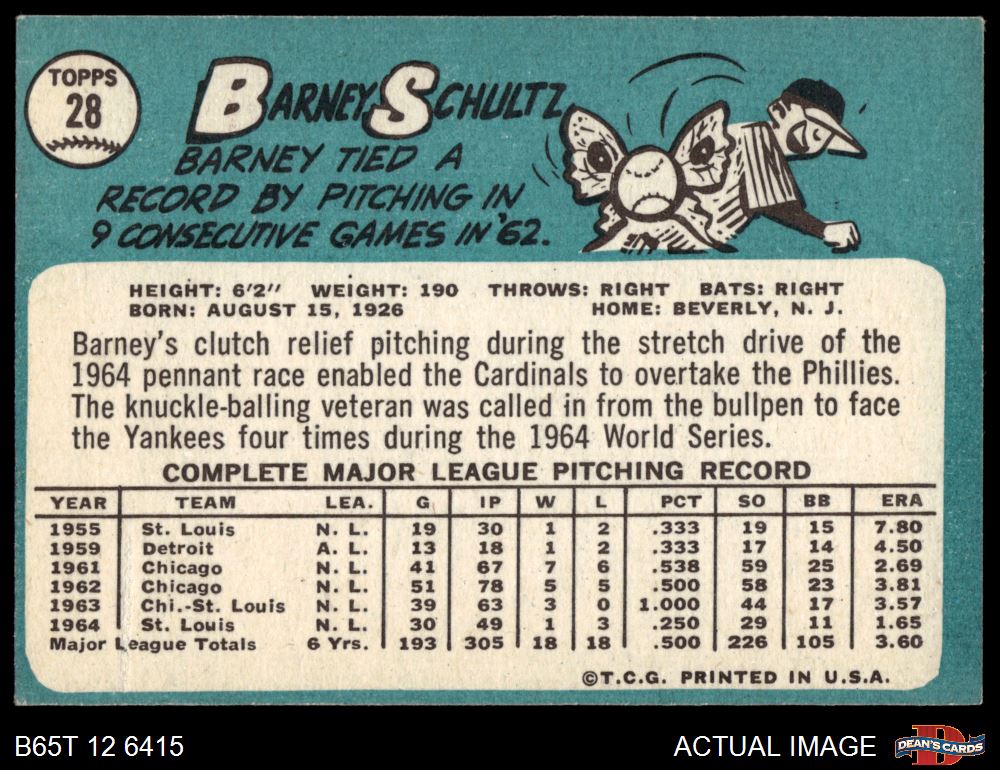 TOPPS
28
BARNEY SCHULTZ
BARNEY TIED A
RECORD BY PITCHING IN
9 CONSECUTIVE GAMES IN '62.
HEIGHT: 6'2" WEIGHT: 190 THROWS: RIGHT BATS: RIGHT
BORN: AUGUST 15, 1926 HOME: BEVERLY, N. J.
Barney's clutch relief pitching during the stretch drive of the
1964 pennant race enabled the Cardinals to overtake the Phillies.
The knuckle-balling veteran was called in from the bullpen to face
the Yankees four times during the 1964 World Series.
COMPLETE MAJOR LEAGUE PITCHING RECORD
YEAR TEAM LEA. G IP W L PCT SO BB ERA
1955 St. Louis N. L. 19 30 1 2 .333 19 15 7.80
1959 Detroit A. L. 13 18 1 2 .333 17 14 4.50
1961 Chicago N. L. 41 67 7 6 .538 59 25 2.69
1962 Chicago N. L. 51 78 5 5 .500 58 23 3.81
1963 Chi.-St. Louis N. L. 39 63 3 0 1.000 44 17 3.57
1964 St. Louis N. L. 30 49 1 3 .250 29 11 1.65
Major League Totals 6 Yrs. 193 305 18 18 .500 226 105 3.60
©T.C.G. PRINTED IN U.S.A.
B65T 12 6415 ACTUAL IMAGE DEAN'S CARDS